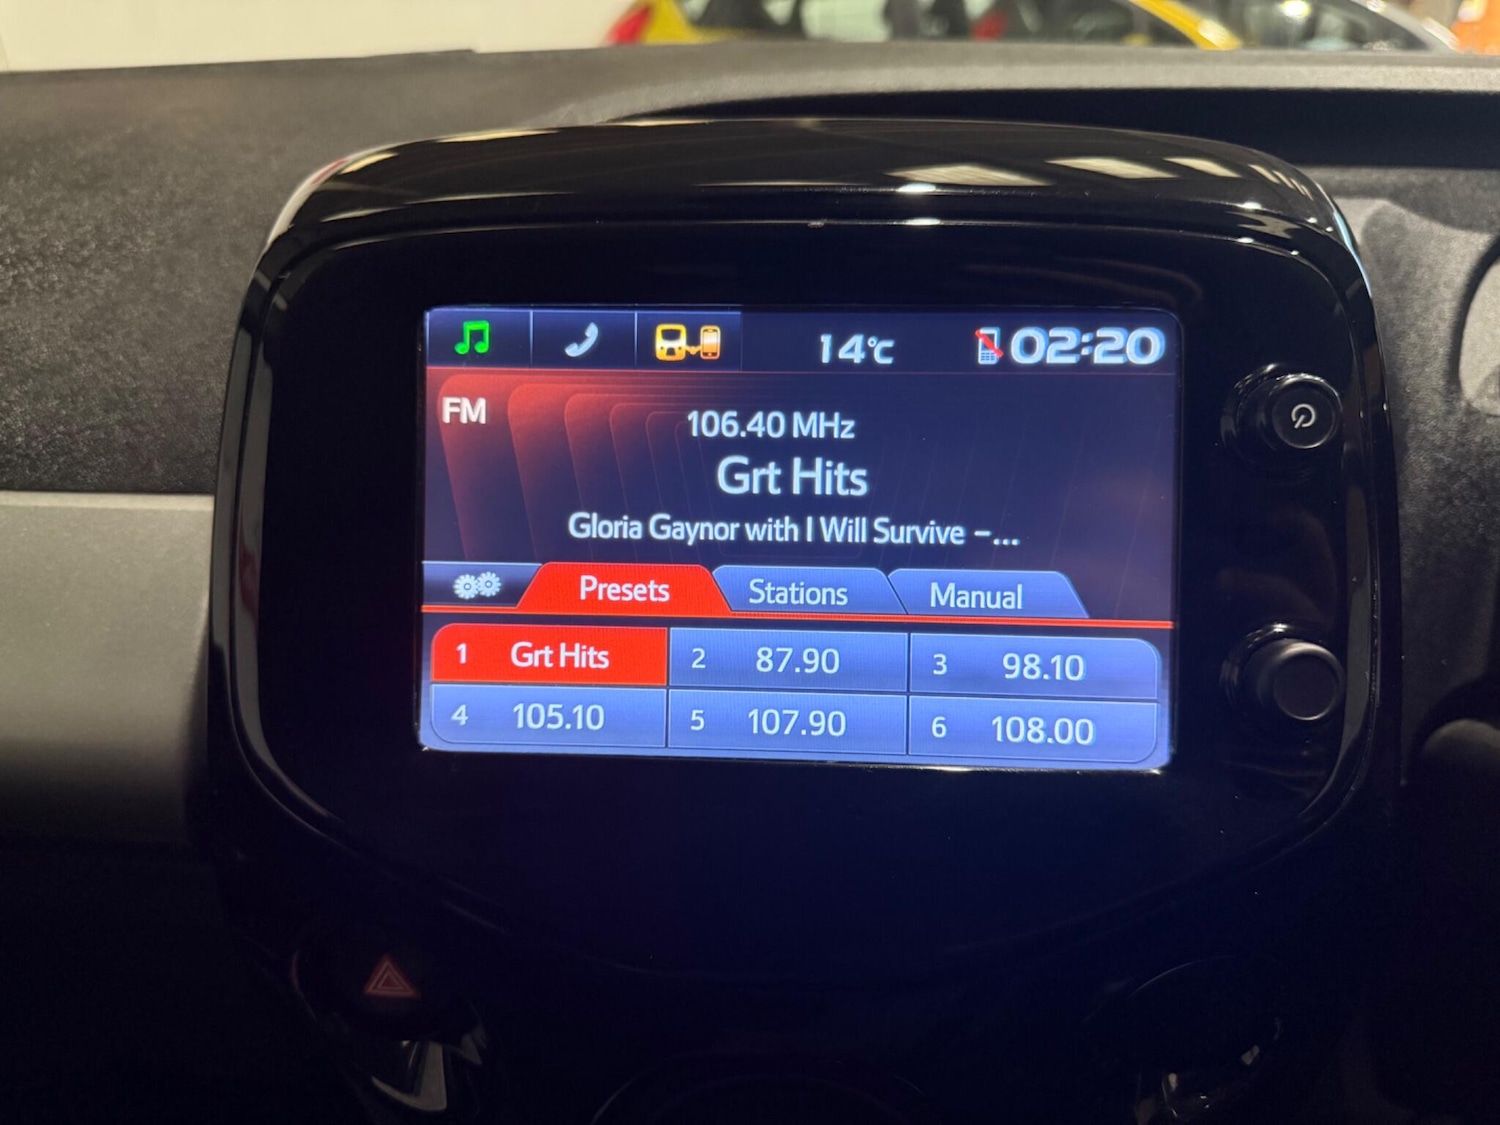 14°C 02:20
FM
106.40 MHz
Grt Hits
Gloria Gaynor with I Will Survive –...
Presets Stations Manual
1 Grt Hits 2 87.90 3 98.10
4 105.10 5 107.90 6 108.00